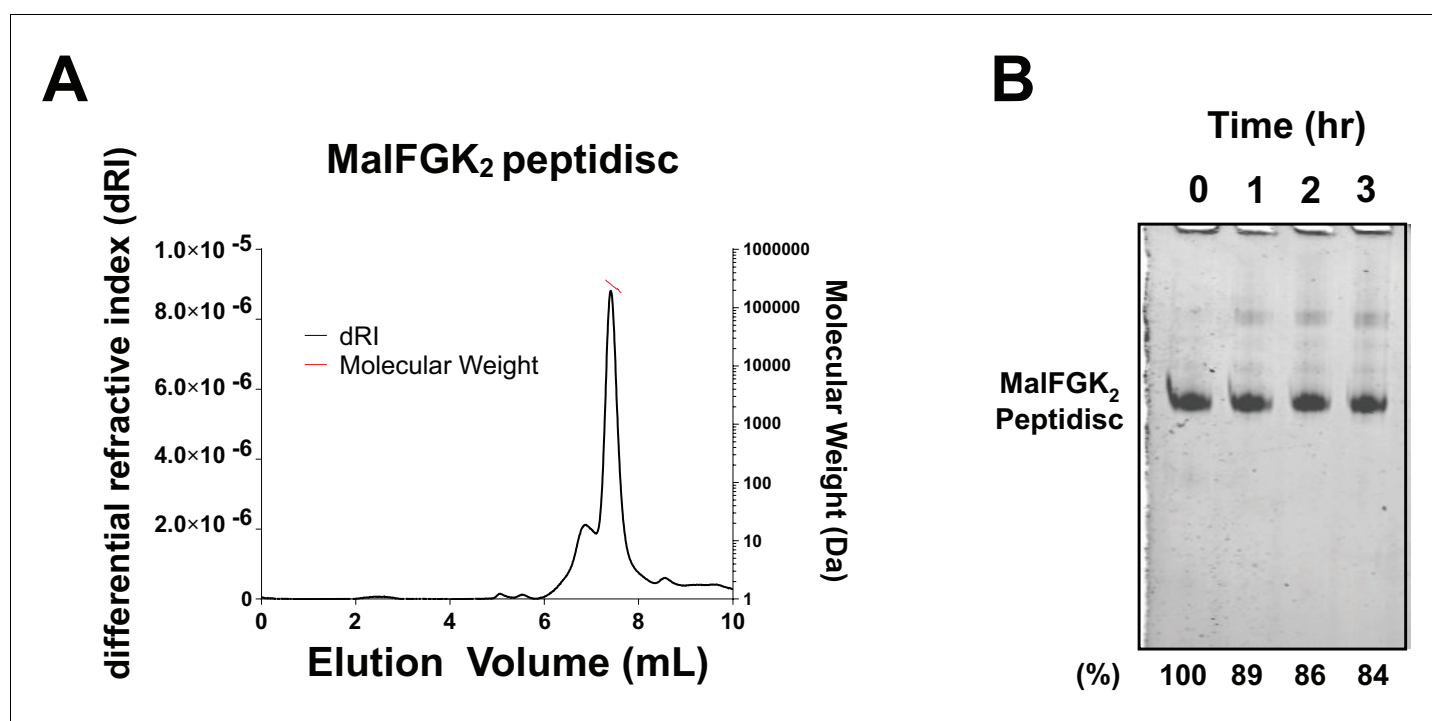 A
MalFGK₂ peptidisc
differential refractive index (dRI)
1.0×10 -5
8.0×10 -6
6.0×10 -6
4.0×10 -6
2.0×10 -6
0
dRI
Molecular Weight
1000000
100000
10000
1000
100
10
1
Molecular Weight (Da)
0 2 4 6 8 10
Elution Volume (mL)
B
Time (hr)
0 1 2 3
MalFGK₂
Peptidisc
(%) 100 89 86 84